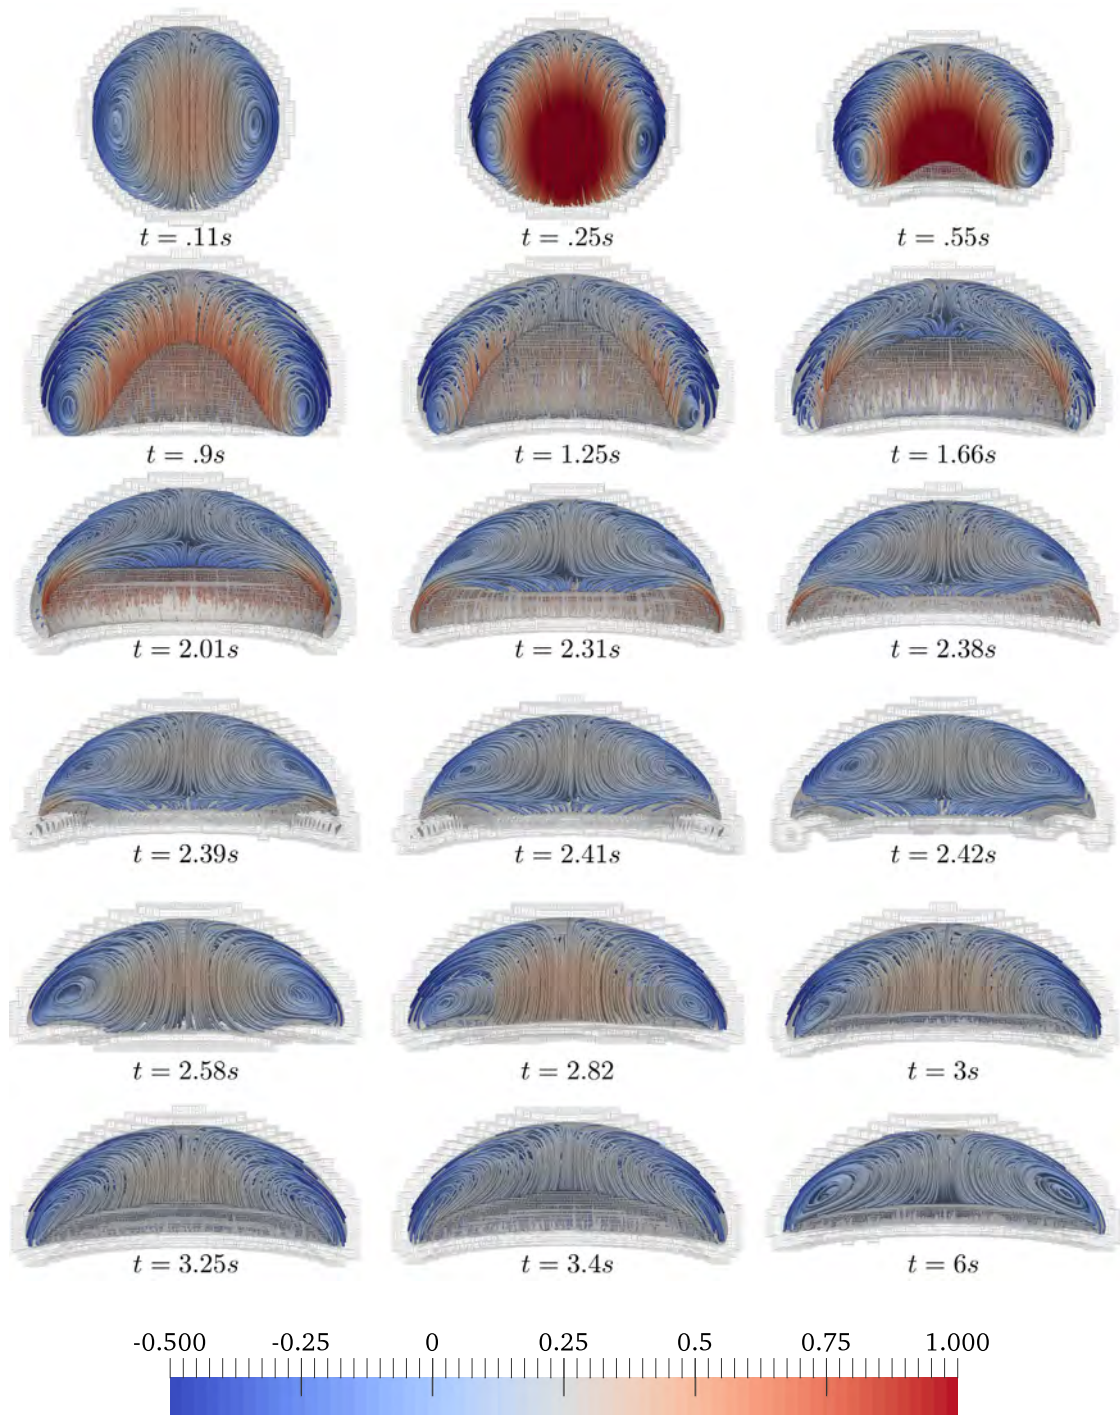 t = .11s
t = .25s
t = .55s
t = .9s
t = 1.25s
t = 1.66s
t = 2.01s
t = 2.31s
t = 2.38s
t = 2.39s
t = 2.41s
t = 2.42s
t = 2.58s
t = 2.82
t = 3s
t = 3.25s
t = 3.4s
t = 6s
-0.500 -0.25 0 0.25 0.5 0.75 1.000